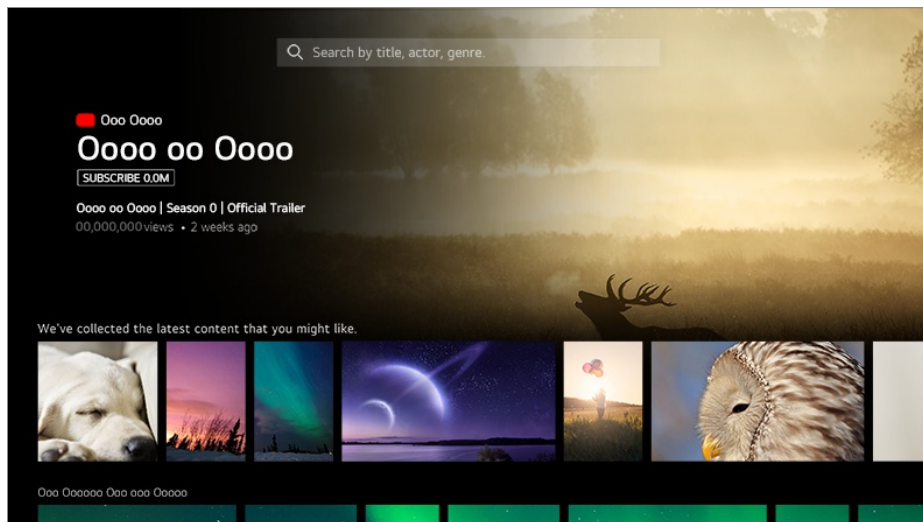 Search by title, actor, genre.
Ooo Oooo
Oooo oo Oooo
SUBSCRIBE 0.0M
Oooo oo Oooo | Season 0 | Official Trailer
00,000,000 views • 2 weeks ago
We've collected the latest content that you might like.
Ooo Oooooo Ooo ooo Ooooo